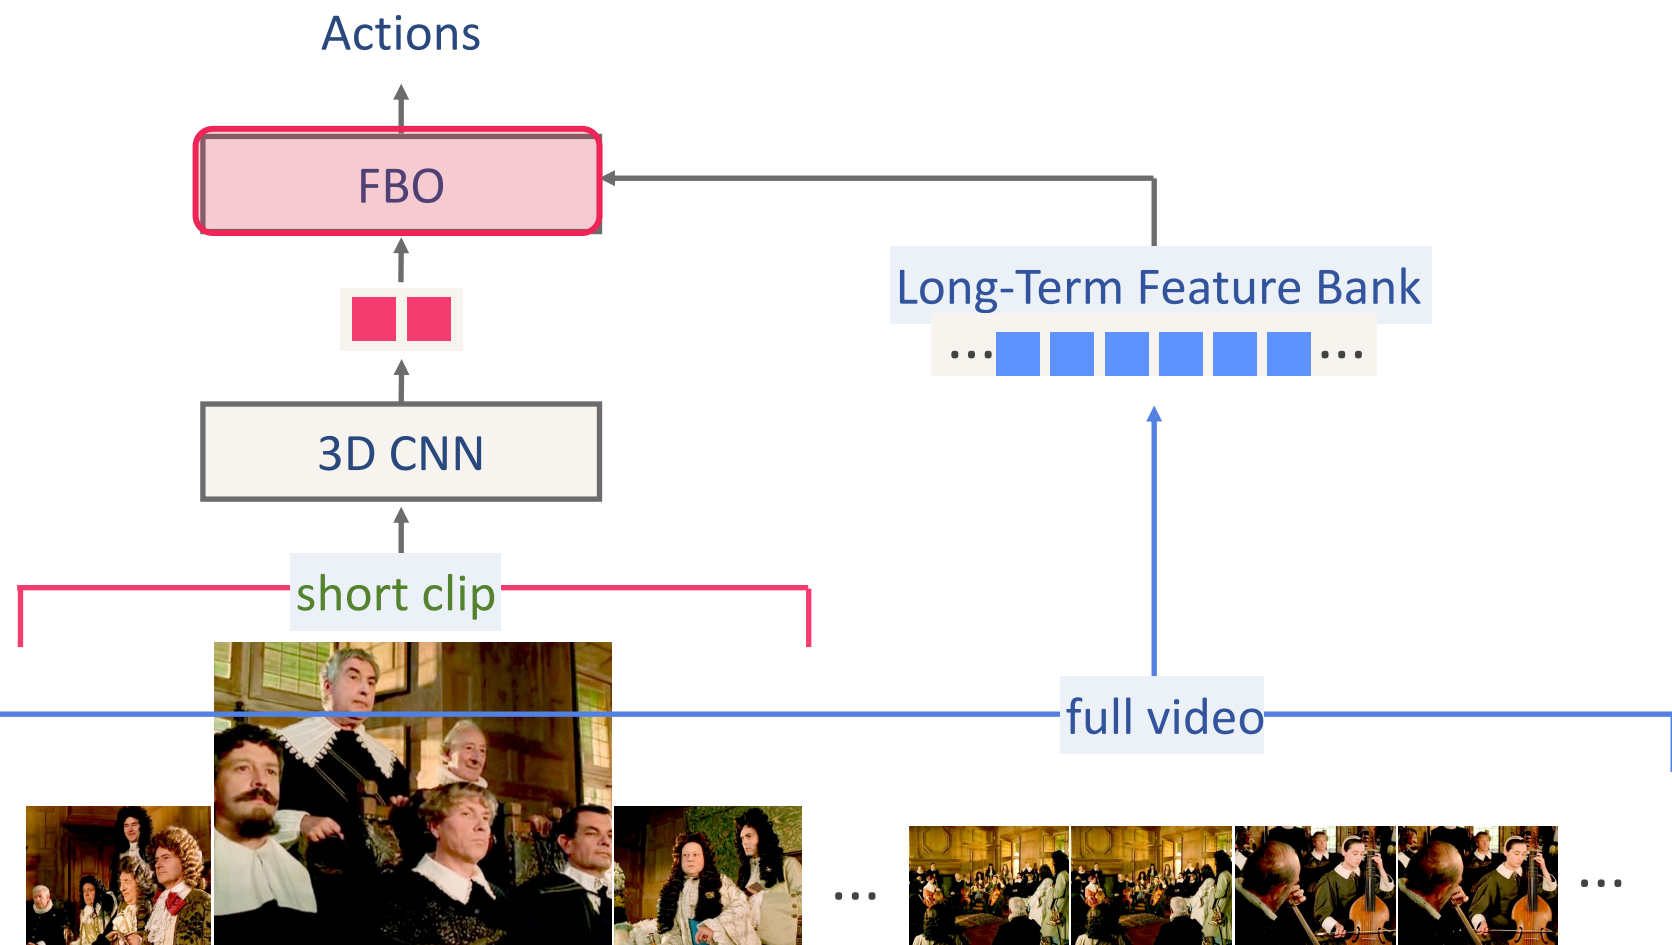 Actions
FBO
Long-Term Feature Bank
...
...
3D CNN
short clip
full video
...
...